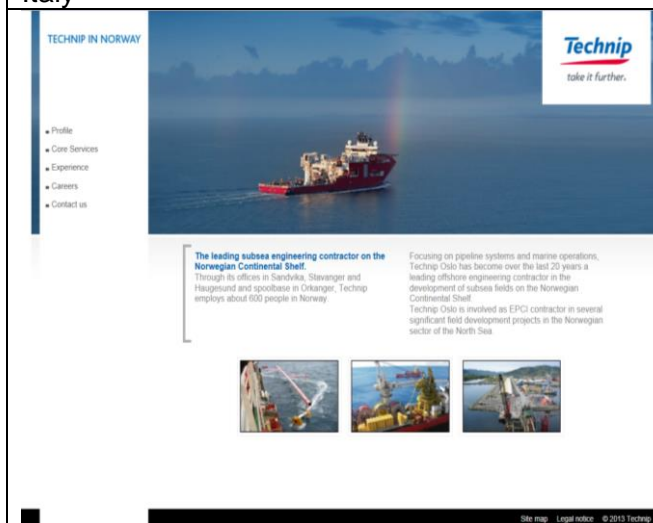 Italy
TECHNIP IN NORWAY
Technip
take it further.
Profile
Core Services
Experience
Careers
Contact us
The leading subsea engineering contractor on the
Norwegian Continental Shelf.
Through its offices in Sandvika, Stavanger and
Haugesund and spoolbase in Orkanger, Technip
employs about 600 people in Norway
Focusing on pipeline systems and marine operations,
Technip Oslo has become over the last 20 years a
leading offshore engineering contractor in the
development of subsea fields on the Norwegian
Continental Shelf
Technip Oslo is involved as EPCI contractor in several
significant field development projects in the Norwegian
sector of the North Sea
Site map Legal notice © 2013 Technip